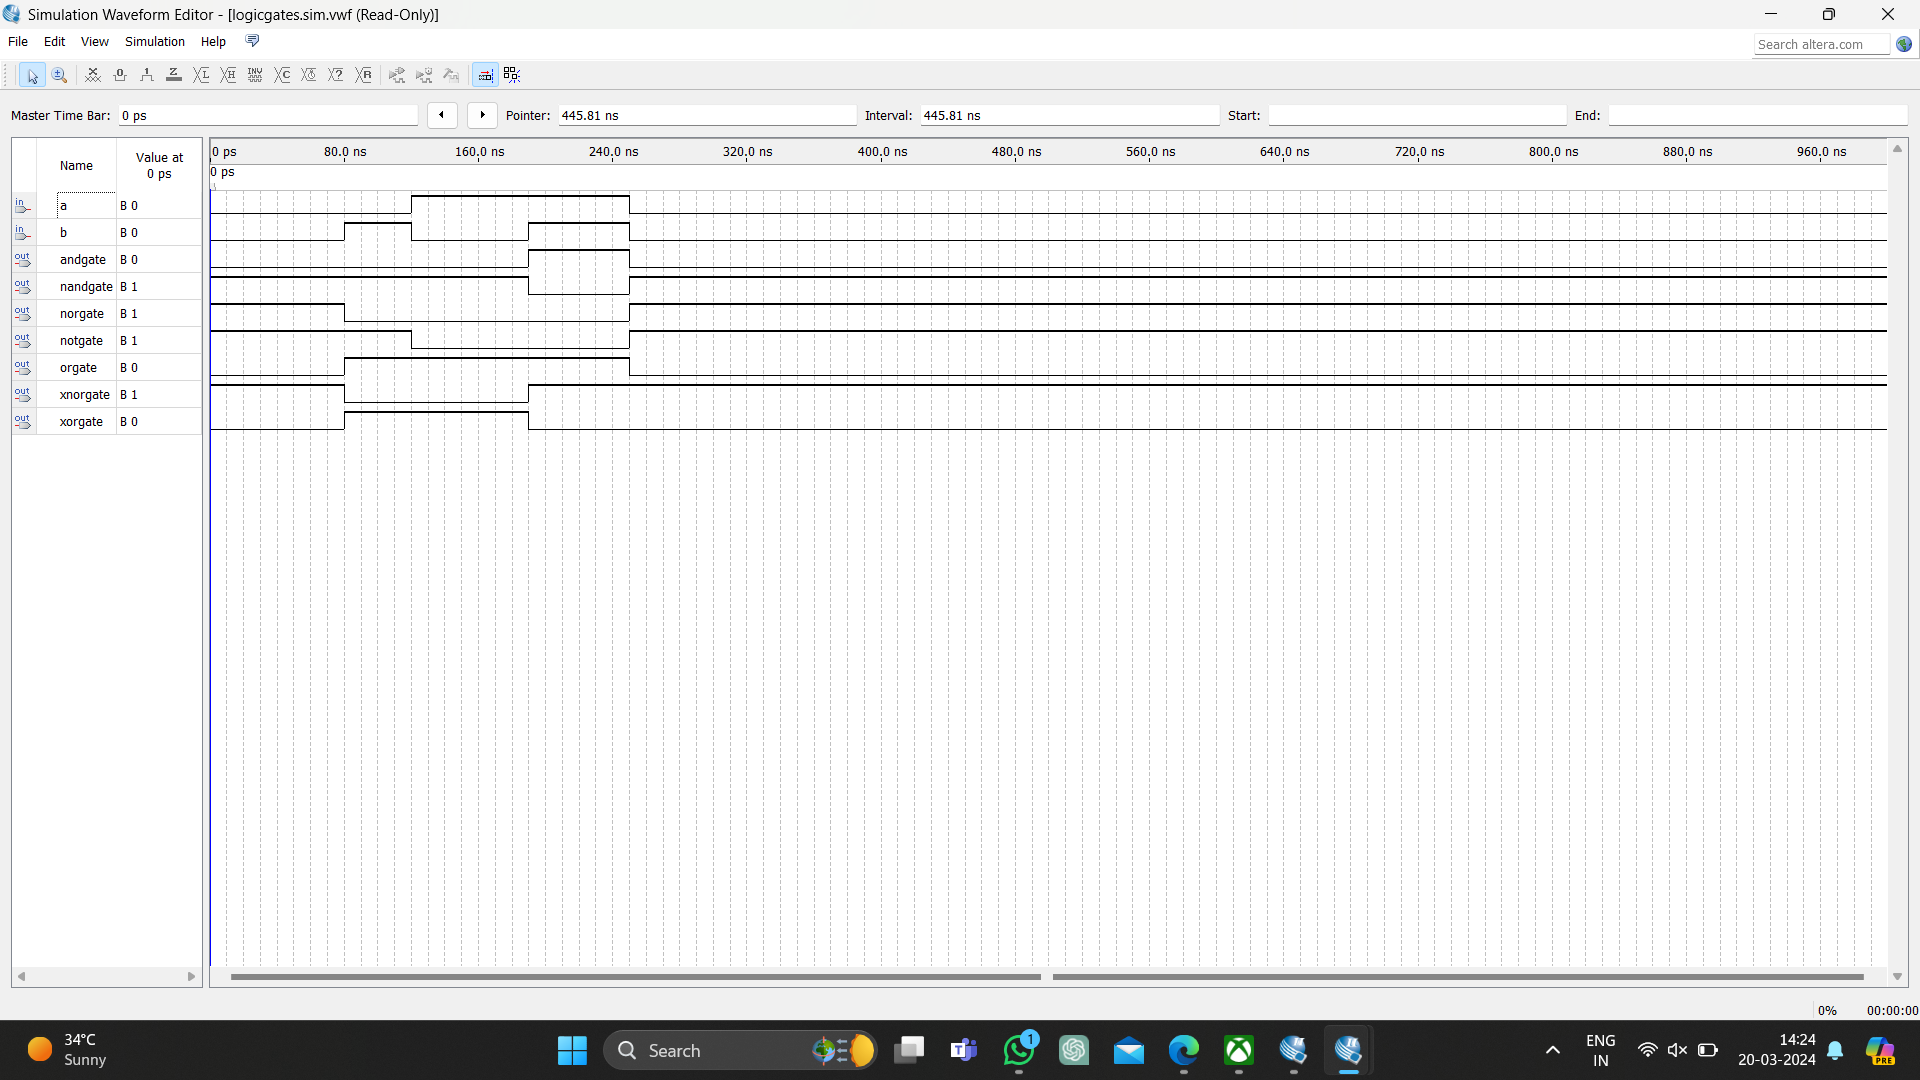 Simulation Waveform Editor - [logicgates.sim.vwf (Read-Only)]
File Edit View Simulation Help
Search altera.com
Master Time Bar: 0 ps Pointer: 445.81 ns Interval: 445.81 ns Start: End:
Name Value at 0 ps
0 ps 80.0 ns 160.0 ns 240.0 ns 320.0 ns 400.0 ns 480.0 ns 560.0 ns 640.0 ns 720.0 ns 800.0 ns 880.0 ns 960.0 ns
0 ps
in a B 0
in b B 0
out andgate B 0
out nandgate B 1
out norgate B 1
out notgate B 1
out orgate B 0
out xnorgate B 1
out xorgate B 0
0% 00:00:00
34°C
Sunny
Search
1
ENG
IN
14:24
20-03-2024
PRE